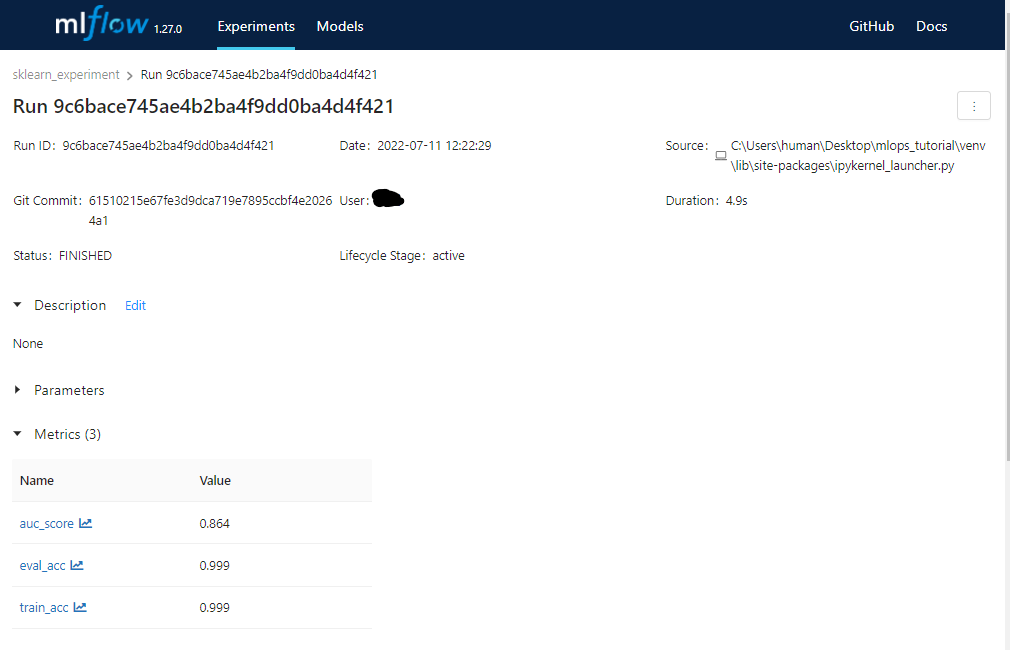 mlflow 1.27.0 Experiments Models GitHub Docs
sklearn_experiment > Run 9c6bace745ae4b2ba4f9dd0ba4d4f421
Run 9c6bace745ae4b2ba4f9dd0ba4d4f421
Run ID: 9c6bace745ae4b2ba4f9dd0ba4d4f421 Date: 2022-07-11 12:22:29 Source: C:\Users\human\Desktop\mlops_tutorial\venv
\lib\site-packages\ipykernel_launcher.py
Git Commit: 61510215e67fe3d9dca719e7895ccbf4e2026 User: Duration: 4.9s
4a1
Status: FINISHED Lifecycle Stage: active
Description Edit
None
Parameters
Metrics (3)
Name Value
auc_score 0.864
eval_acc 0.999
train_acc 0.999